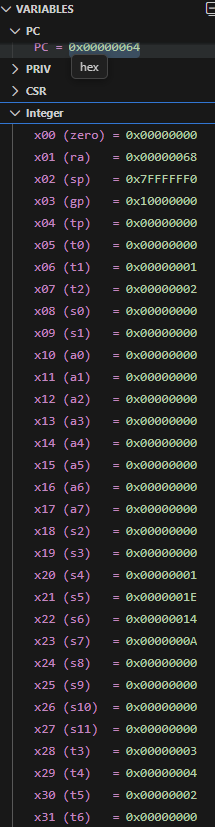 VARIABLES
PC
PC = 0x00000064
hex
PRIV
CSR
Integer
x00 (zero) = 0x00000000
x01 (ra) = 0x00000068
x02 (sp) = 0x7FFFFFF0
x03 (gp) = 0x10000000
x04 (tp) = 0x00000000
x05 (t0) = 0x00000000
x06 (t1) = 0x00000001
x07 (t2) = 0x00000002
x08 (s0) = 0x00000000
x09 (s1) = 0x00000000
x10 (a0) = 0x00000000
x11 (a1) = 0x00000000
x12 (a2) = 0x00000000
x13 (a3) = 0x00000000
x14 (a4) = 0x00000000
x15 (a5) = 0x00000000
x16 (a6) = 0x00000000
x17 (a7) = 0x00000000
x18 (s2) = 0x00000000
x19 (s3) = 0x00000000
x20 (s4) = 0x00000001
x21 (s5) = 0x0000001E
x22 (s6) = 0x00000014
x23 (s7) = 0x0000000A
x24 (s8) = 0x00000000
x25 (s9) = 0x00000000
x26 (s10) = 0x00000000
x27 (s11) = 0x00000000
x28 (t3) = 0x00000003
x29 (t4) = 0x00000004
x30 (t5) = 0x00000002
x31 (t6) = 0x00000000